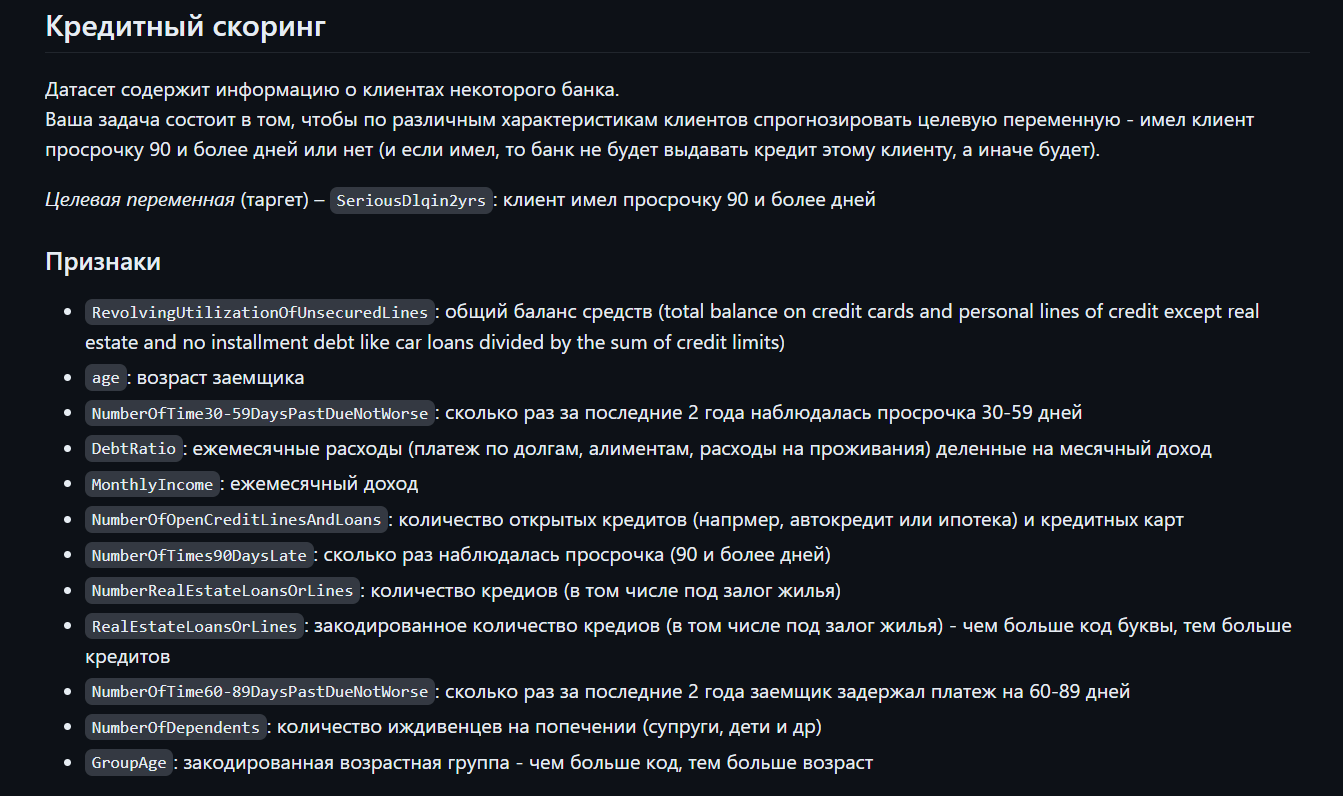 Кредитный скоринг
Датасет содержит информацию о клиентах некоторого банка.
Ваша задача состоит в том, чтобы по различным характеристикам клиентов спрогнозировать целевую переменную - имел клиент
просрочку 90 и более дней или нет (и если имел, то банк не будет выдавать кредит этому клиенту, а иначе будет).
Целевая переменная (таргет) – SeriousDlqin2yrs: клиент имел просрочку 90 и более дней
Признаки
• RevolvingUtilizationOfUnsecuredLines: общий баланс средств (total balance on credit cards and personal lines of credit except real
estate and no installment debt like car loans divided by the sum of credit limits)
• age: возраст заемщика
• NumberOfTime30-59DaysPastDueNotWorse: сколько раз за последние 2 года наблюдалась просрочка 30-59 дней
• DebtRatio: ежемесячные расходы (платеж по долгам, алиментам, расходы на проживания) деленные на месячный доход
• MonthlyIncome: ежемесячный доход
• NumberOfOpenCreditLinesAndLoans: количество открытых кредитов (напрмер, автокредит или ипотека) и кредитных карт
• NumberOfTimes90DaysLate: сколько раз наблюдалась просрочка (90 и более дней)
• NumberRealEstateLoansOrLines: количество кредиов (в том числе под залог жилья)
• RealEstateLoansOrLines: закодированное количество кредиов (в том числе под залог жилья) - чем больше код буквы, тем больше
кредитов
• NumberOfTime60-89DaysPastDueNotWorse: сколько раз за последние 2 года заемщик задержал платеж на 60-89 дней
• NumberOfDependents: количество иждивенцев на попечении (супруги, дети и др)
• GroupAge: закодированная возрастная группа - чем больше код, тем больше возраст